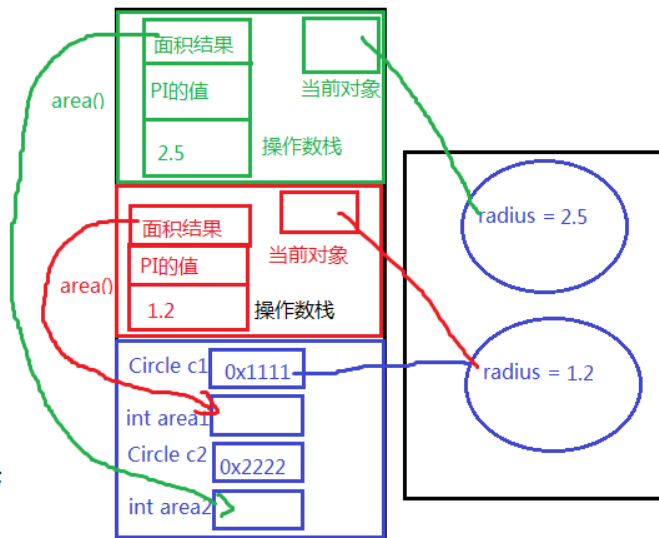 area()
面积结果
PI的值
2.5
当前对象
操作数栈
area()
面积结果
PI的值
1.2
当前对象
操作数栈
Circle c1
0x1111
int area1
Circle c2
0x2222
int area2
;
radius = 2.5
radius = 1.2